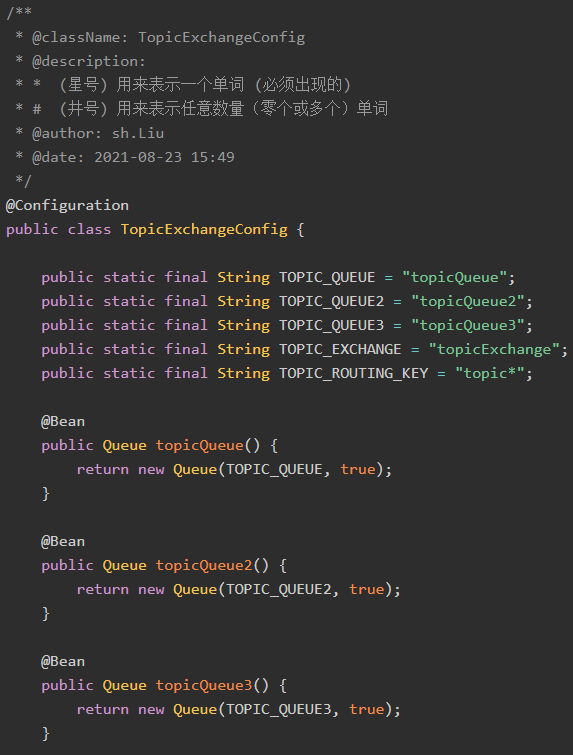 /**
 * @className: TopicExchangeConfig
 * @description:
 * * （星号) 用来表示一个单词 (必须出现的)
 * #  (井号) 用来表示任意数量（零个或多个）单词
 * @author: sh.Liu
 * @date: 2021-08-23 15:49
 */
@Configuration
public class TopicExchangeConfig {

    public static final String TOPIC_QUEUE = "topicQueue";
    public static final String TOPIC_QUEUE2 = "topicQueue2";
    public static final String TOPIC_QUEUE3 = "topicQueue3";
    public static final String TOPIC_EXCHANGE = "topicExchange";
    public static final String TOPIC_ROUTING_KEY = "topic*";

    @Bean
    public Queue topicQueue() {
        return new Queue(TOPIC_QUEUE, true);
    }

    @Bean
    public Queue topicQueue2() {
        return new Queue(TOPIC_QUEUE2, true);
    }

    @Bean
    public Queue topicQueue3() {
        return new Queue(TOPIC_QUEUE3, true);
    }